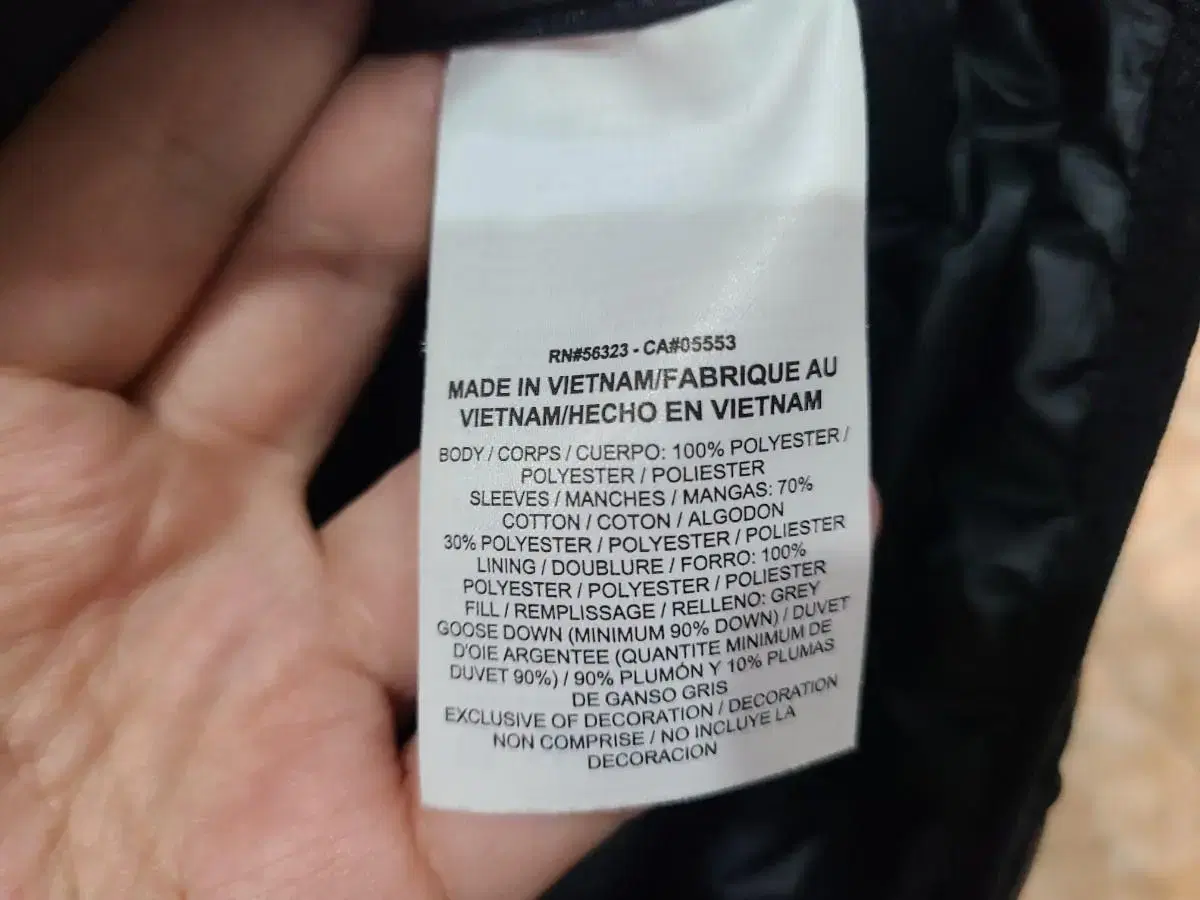 RN#56323 - CA#05553
MADE IN VIETNAM/FABRIQUE AU
VIETNAM/HECHO EN VIETNAM
BODY / CORPS / CUERPO: 100% POLYESTER /
POLYESTER / POLIESTER
SLEEVES / MANCHES / MANGAS: 70%
COTTON / COTON / ALGODON
30% POLYESTER / POLYESTER / POLIESTER
LINING / DOUBLURE / FORRO: 100%
POLYESTER / POLYESTER / POLIESTER
FILL / REMPLISSAGE / RELLENO: GREY
GOOSE DOWN (MINIMUM 90% DOWN) / DUVET
D'OIE ARGENTEE (QUANTITE MINIMUM DE
DUVET 90%) / 90% PLUMÓN Y 10% PLUMAS
DE GANSO GRIS
EXCLUSIVE OF DECORATION / DECORATION
NON COMPRISE / NO INCLUYE LA
DECORACION